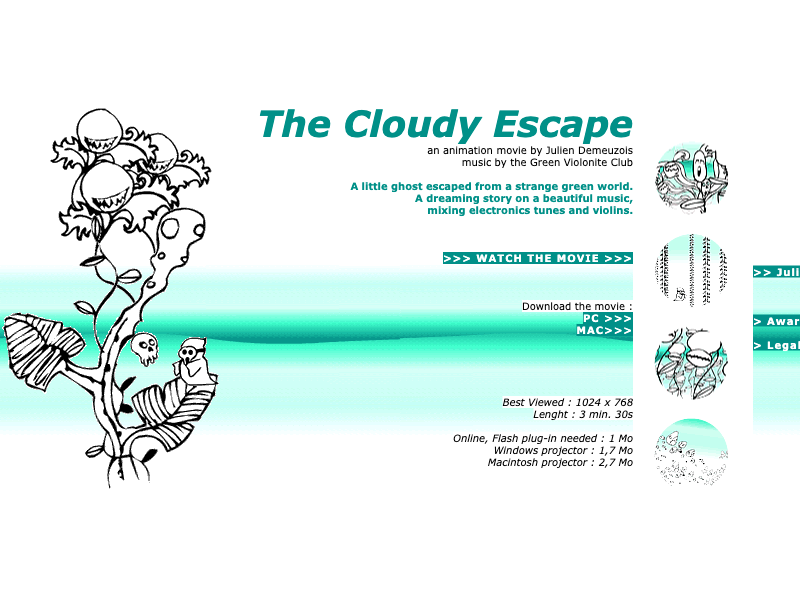 The Cloudy Escape
an animation movie by Julien Demeuzois
music by the Green Violonite Club
A little ghost escaped from a strange green world.
A dreaming story on a beautiful music,
mixing electronics tunes and violins.
>>> WATCH THE MOVIE >>>
>> Juli
Download the movie :
PC >>>
> Awar
MAC>>>
> Legal
Best Viewed : 1024 x 768
Lenght : 3 min. 30s
Online, Flash plug-in needed : 1 Mo
Windows projector : 1,7 Mo
Macintosh projector : 2,7 Mo